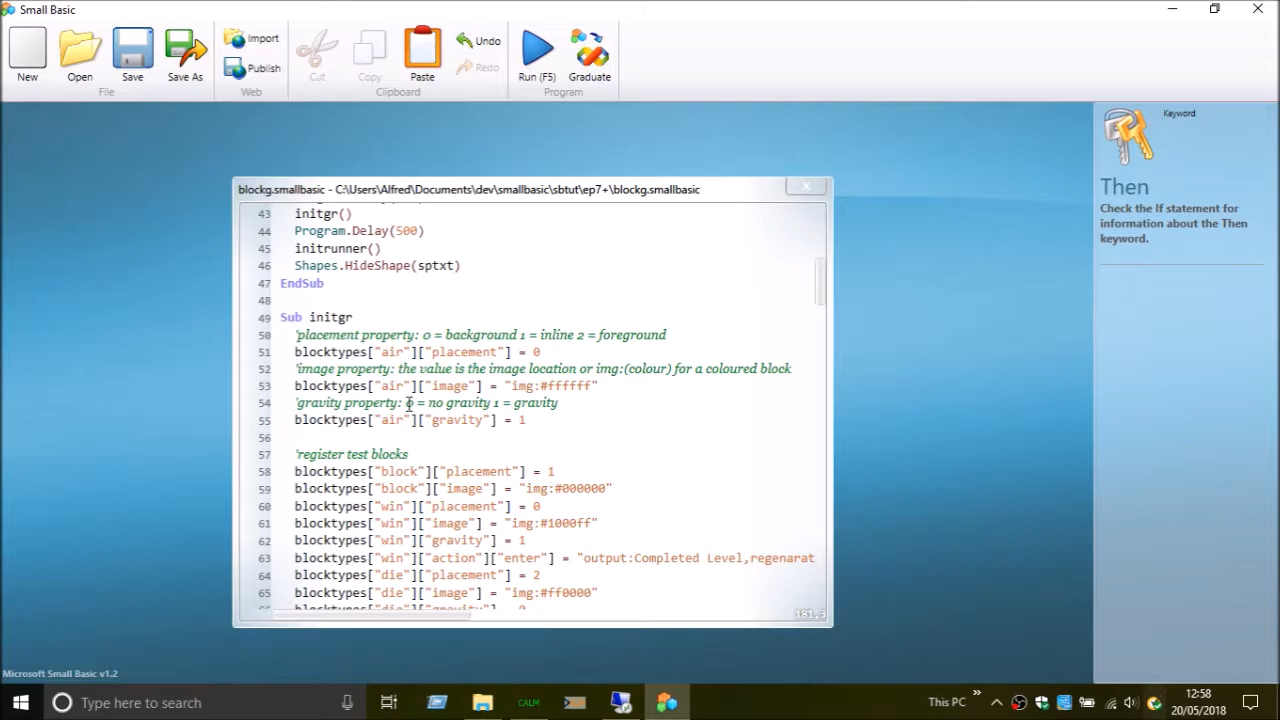 Small Basic
New
Open
Save
Save As
Import
Publish
Cut
Copy
Paste
Undo
Redo
Run (F5)
Graduate
File
Web
Clipboard
Program
Keyword
Then
Check the If statement for
information about the Then
keyword.
blockg.smallbasic - C:\Users\Alfred\Documents\dev\smallbasic\sbtut\ep7+\blockg.smallbasic
x
43 initgr()
44 Program.Delay(500)
45 initrunner()
46 Shapes.HideShape(sptxt)
47 EndSub
48
49 Sub initgr
50 'placement property: 0 = background 1 = inline 2 = foreground
51 blocktypes["air"]["placement"] = 0
52 'image property: the value is the image location or img:(colour) for a coloured block
53 blocktypes["air"]["image"] = "img:#ffffff"
54 'gravity property: 0 = no gravity 1 = gravity
55 blocktypes["air"]["gravity"] = 1
56
57 'register test blocks
58 blocktypes["block"]["placement"] = 1
59 blocktypes["block"]["image"] = "img:#000000"
60 blocktypes["win"]["placement"] = 0
61 blocktypes["win"]["image"] = "img:#1000ff"
62 blocktypes["win"]["gravity"] = 1
63 blocktypes["win"]["action"]["enter"] = "output:Completed Level,regenarat
64 blocktypes["die"]["placement"] = 2
65 blocktypes["die"]["image"] = "img:#ff0000"
181,3
Microsoft Small Basic v1.2
Type here to search
CALM
This PC
12:58
20/05/2018